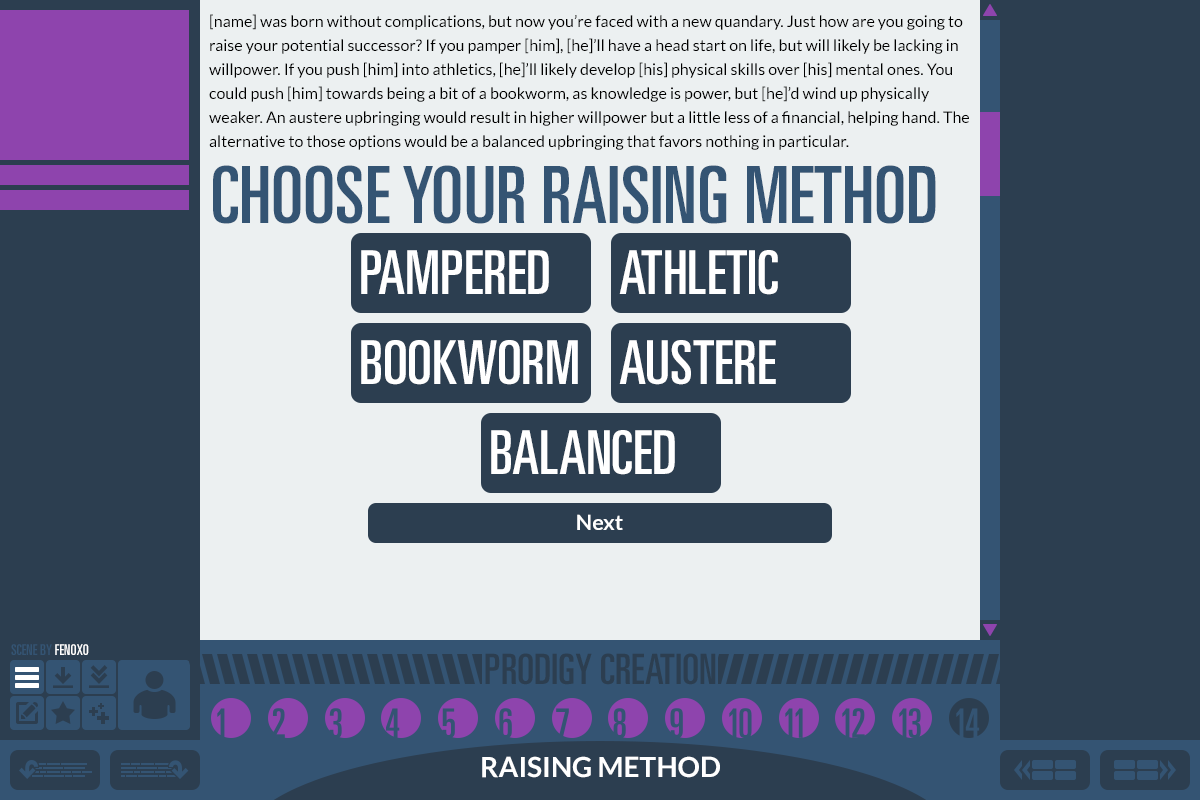 [name] was born without complications, but now you’re faced with a new quandary. Just how are you going to
raise your potential successor? If you pamper [him], [he]’ll have a head start on life, but will likely be lacking in
willpower. If you push [him] into athletics, [he]’ll likely develop [his] physical skills over [his] mental ones. You
could push [him] towards being a bit of a bookworm, as knowledge is power, but [he]’d wind up physically
weaker. An austere upbringing would result in higher willpower but a little less of a financial, helping hand. The
alternative to those options would be a balanced upbringing that favors nothing in particular.
CHOOSE YOUR RAISING METHOD
PAMPERED ATHLETIC
BOOKWORM AUSTERE
BALANCED
Next
SCENE BY FENOXO
PRODIGY CREATION
1 2 3 4 5 6 7 8 9 10 11 12 13 14
RAISING METHOD